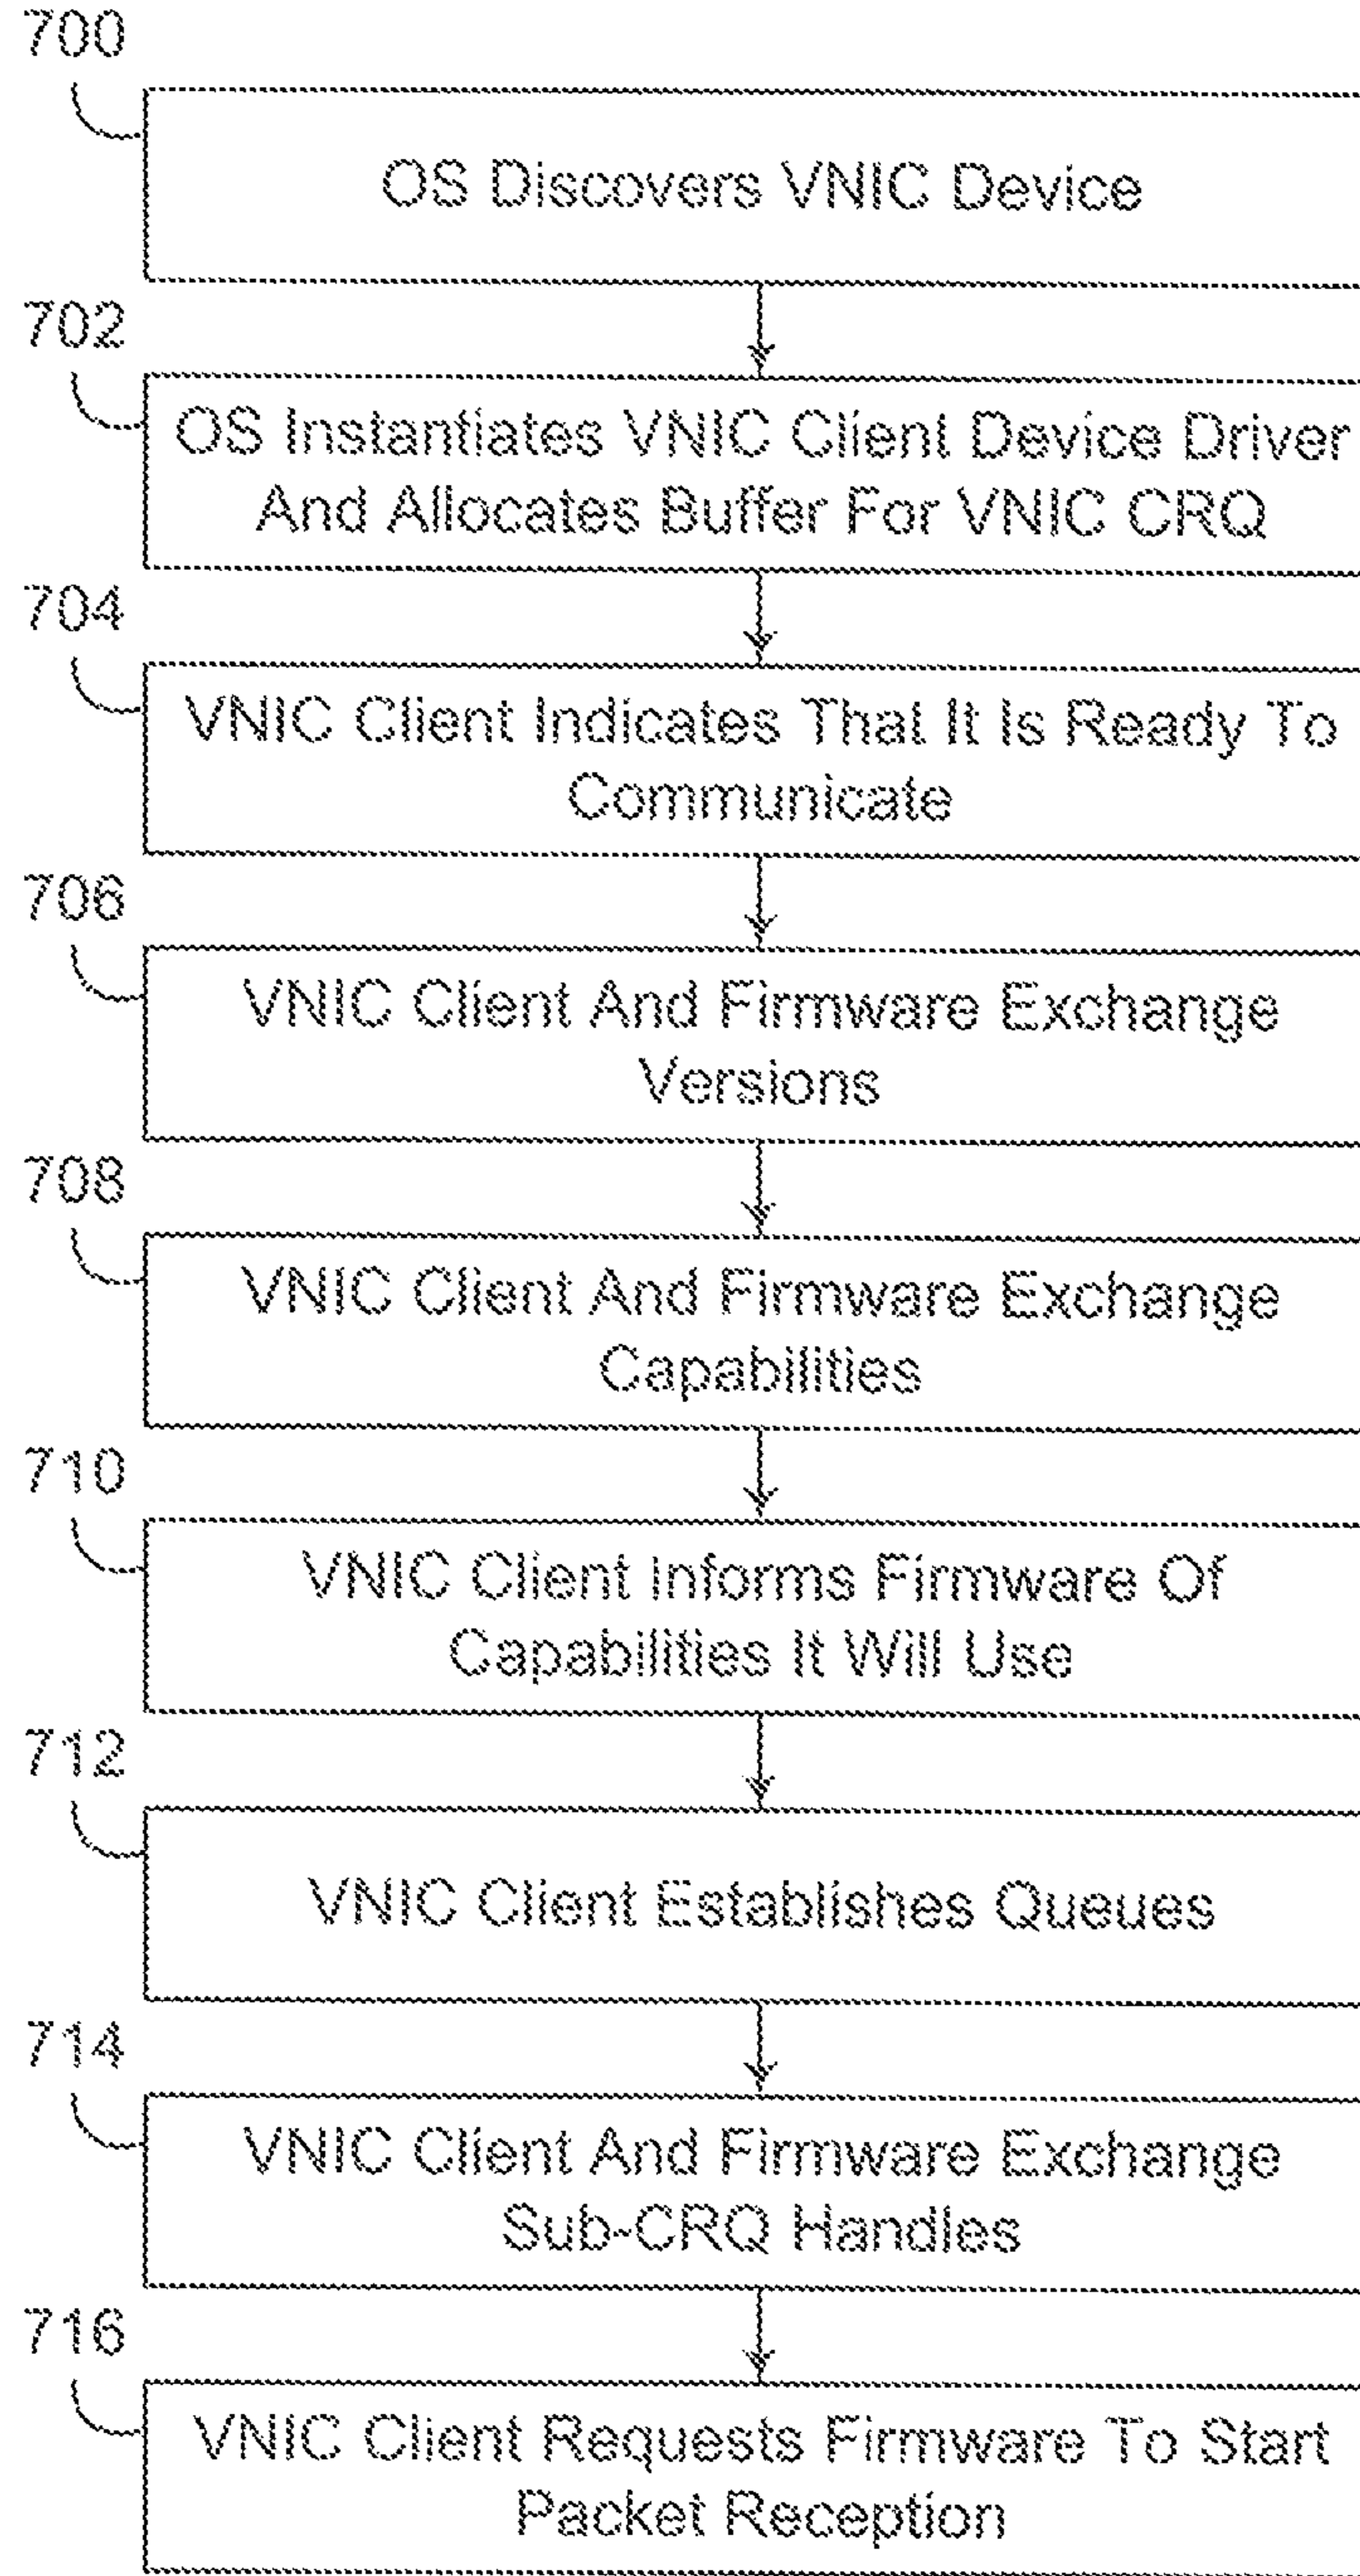 700
OS Discovers VNIC Device
702
OS Instantiates VNIC Client Device Driver
And Allocates Buffer For VNIC CRQ
704
VNIC Client Indicates That It Is Ready To
Communicate
706
VNIC Client And Firmware Exchange
Versions
708
VNIC Client And Firmware Exchange
Capabilities
710
VNIC Client Informs Firmware Of
Capabilities It Will Use
712
VNIC Client Establishes Queues
714
VNIC Client And Firmware Exchange
Sub-CRQ Handles
716
VNIC Client Requests Firmware To Start
Packet Reception